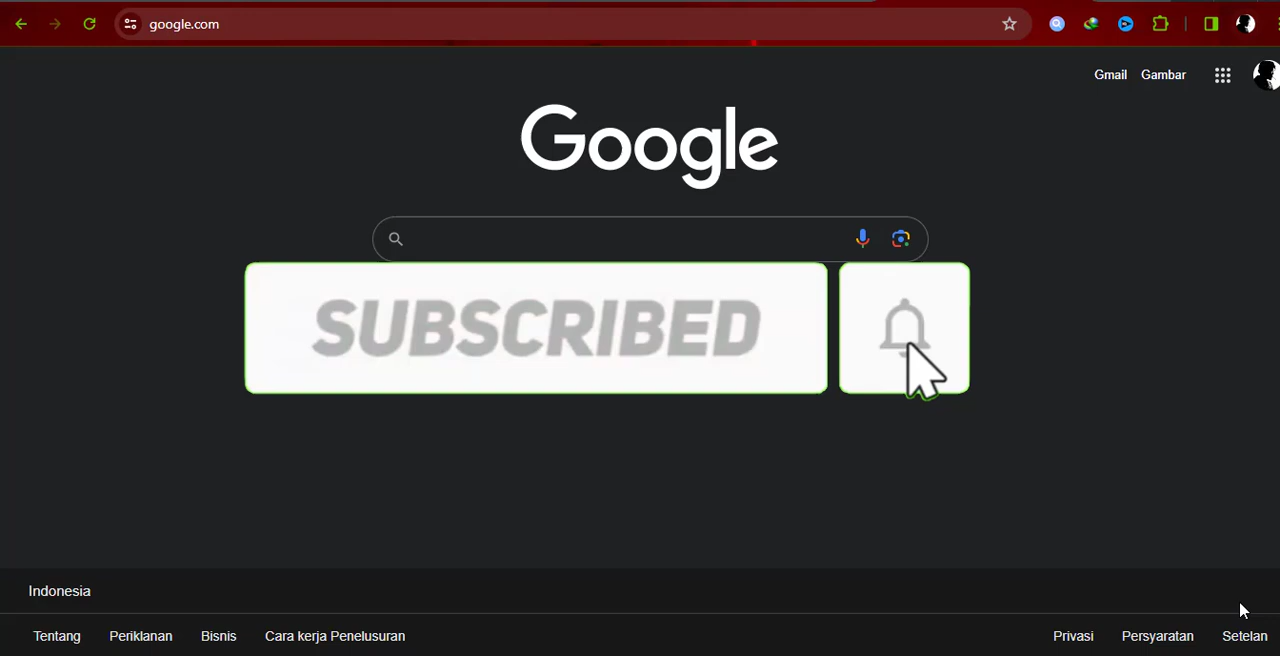 google.com
Gmail Gambar
Google
SUBSCRIBED
Indonesia
Tentang Periklanan Bisnis Cara kerja Penelusuran Privasi Persyaratan Setelan